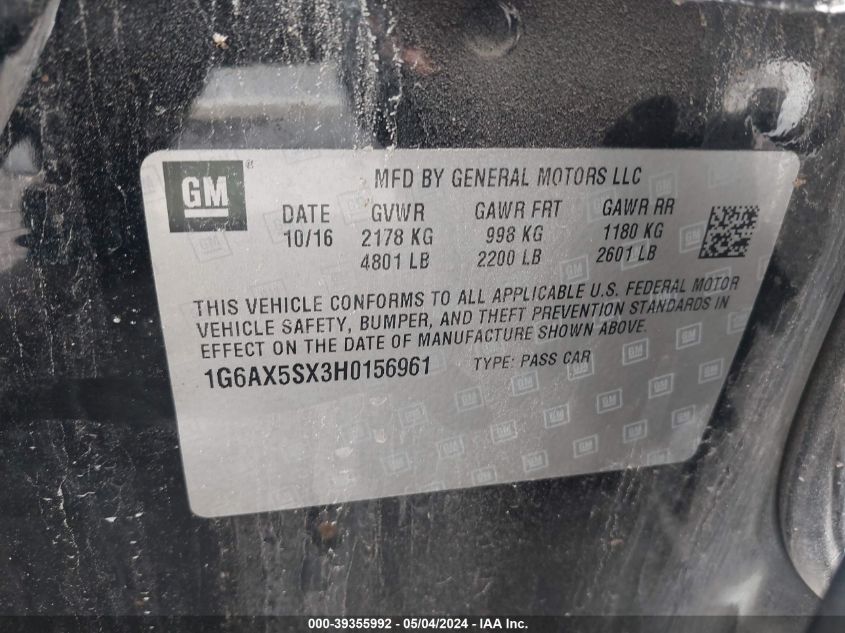 GM ® MFD BY GENERAL MOTORS LLC
DATE GVWR GAWR FRT GAWR RR
10/16 2178 KG 998 KG 1180 KG
4801 LB 2200 LB 2601 LB
THIS VEHICLE CONFORMS TO ALL APPLICABLE U.S. FEDERAL MOTOR
VEHICLE SAFETY, BUMPER, AND THEFT PREVENTION STANDARDS IN
EFFECT ON THE DATE OF MANUFACTURE SHOWN ABOVE.
1G6AX5SX3H0156961 TYPE: PASS CAR
000-39355992 - 05/04/2024 - IAA Inc.